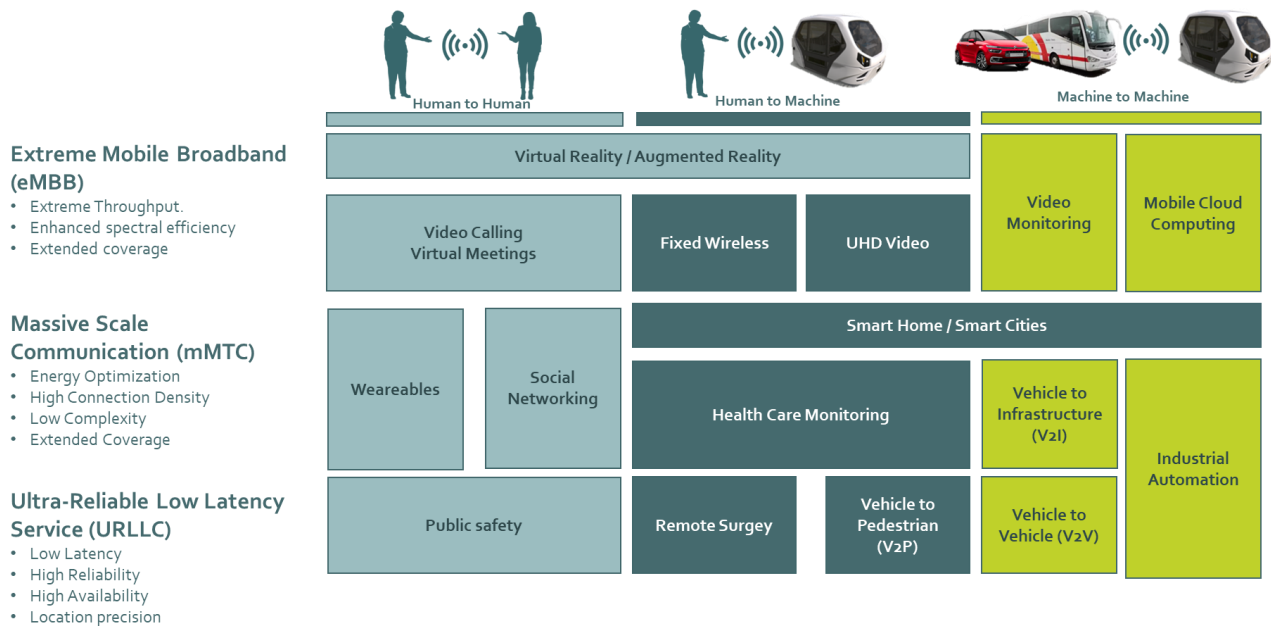 Human to Human
Human to Machine
Machine to Machine
Extreme Mobile Broadband
(eMBB)
• Extreme Throughput.
• Enhanced spectral efficiency
• Extended coverage
Virtual Reality / Augmented Reality
Video Calling
Virtual Meetings
Fixed Wireless
UHD Video
Video
Monitoring
Mobile Cloud
Computing
Massive Scale
Communication (mMTC)
• Energy Optimization
• High Connection Density
• Low Complexity
• Extended Coverage
Weareables
Social
Networking
Smart Home / Smart Cities
Health Care Monitoring
Vehicle to
Infrastructure
(V2I)
Industrial
Automation
Ultra-Reliable Low Latency
Service (URLLC)
• Low Latency
• High Reliability
• High Availability
• Location precision
Public safety
Remote Surgey
Vehicle to
Pedestrian
(V2P)
Vehicle to
Vehicle (V2V)